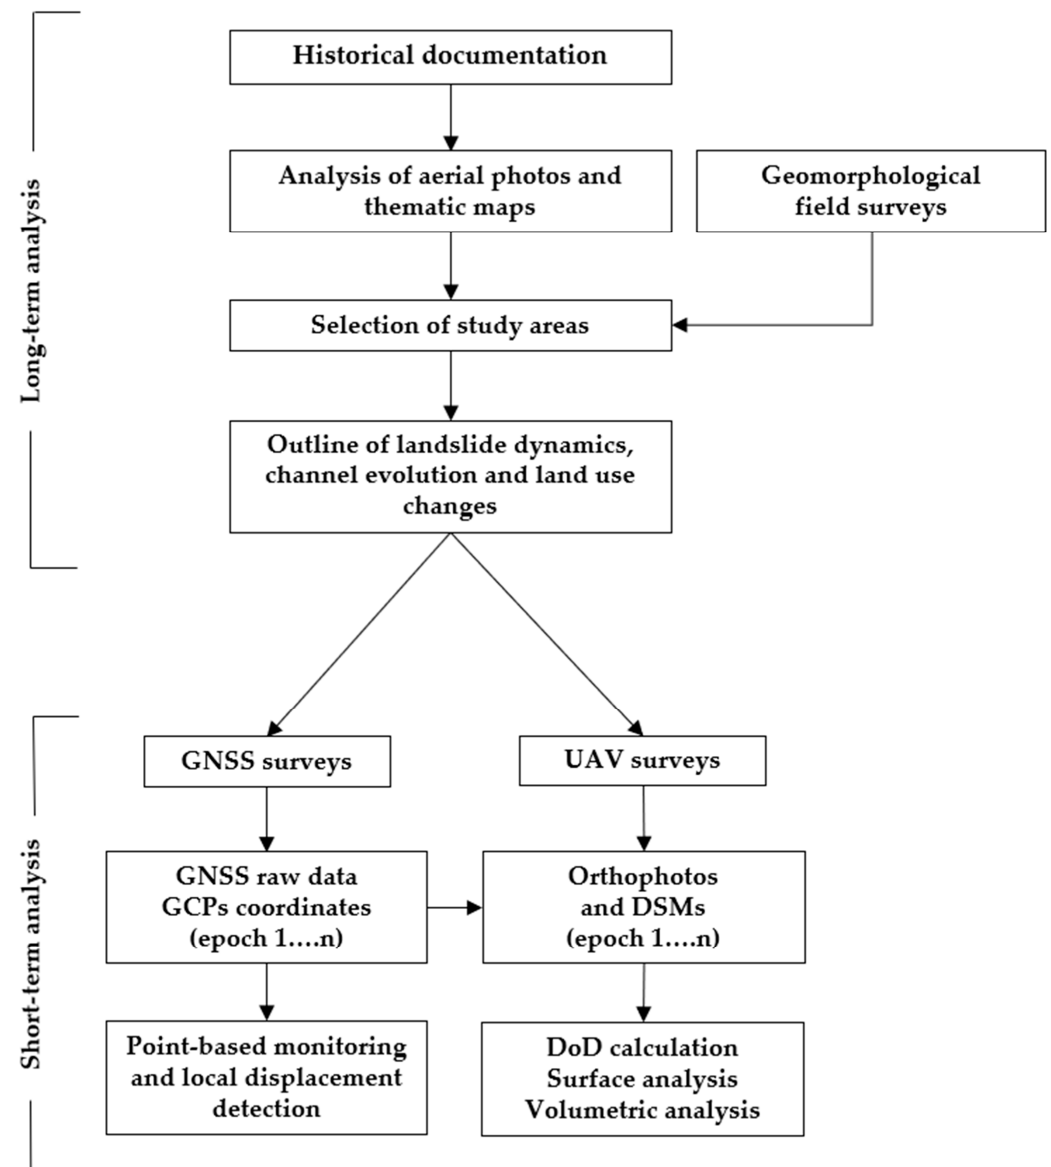 Long-term analysis
Historical documentation
Analysis of aerial photos and
thematic maps
Geomorphological
field surveys
Selection of study areas
Outline of landslide dynamics,
channel evolution and land use
changes
Short-term analysis
GNSS surveys
UAV surveys
GNSS raw data
GCPs coordinates
(epoch 1....n)
Orthophotos
and DSMs
(epoch 1....n)
Point-based monitoring
and local displacement
detection
DoD calculation
Surface analysis
Volumetric analysis